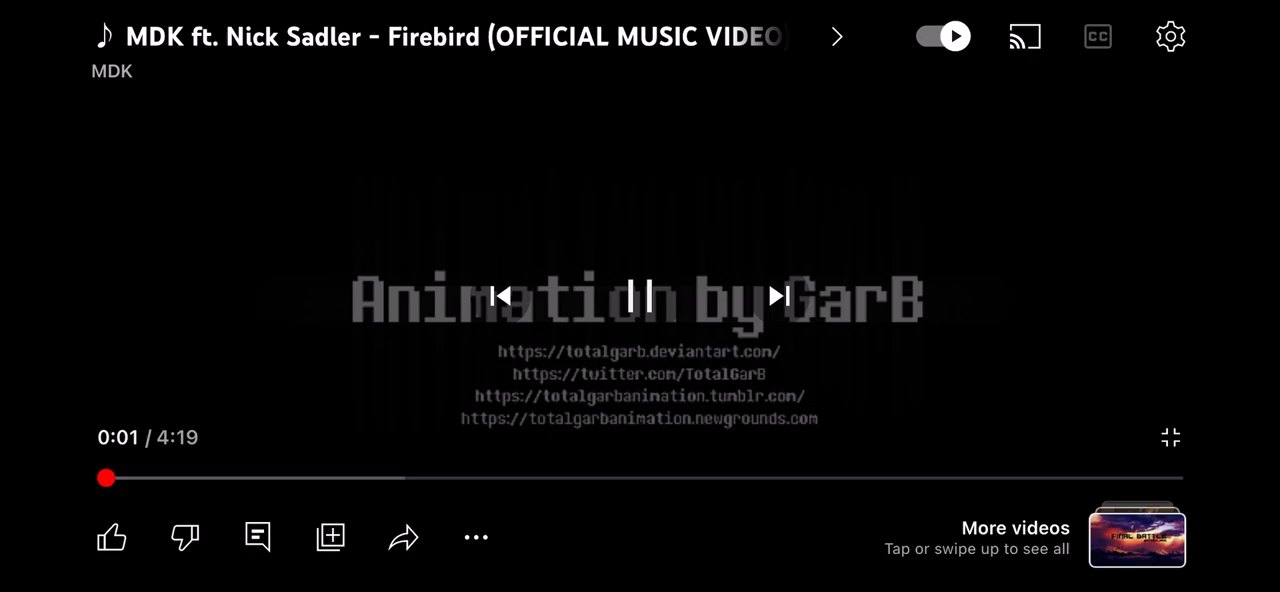 MDK ft. Nick Sadler - Firebird (OFFICIAL MUSIC VIDEO)
MDK
CC
Animation by GarB
https://totalgarb.deviantart.com/
https://twitter.com/TotalGarB
https://totalgarbanimation.tumblr.com/
https://totalgarbanimation.newgrounds.com
0:01 / 4:19
More videos
Tap or swipe up to see all
FINAL BATTLE